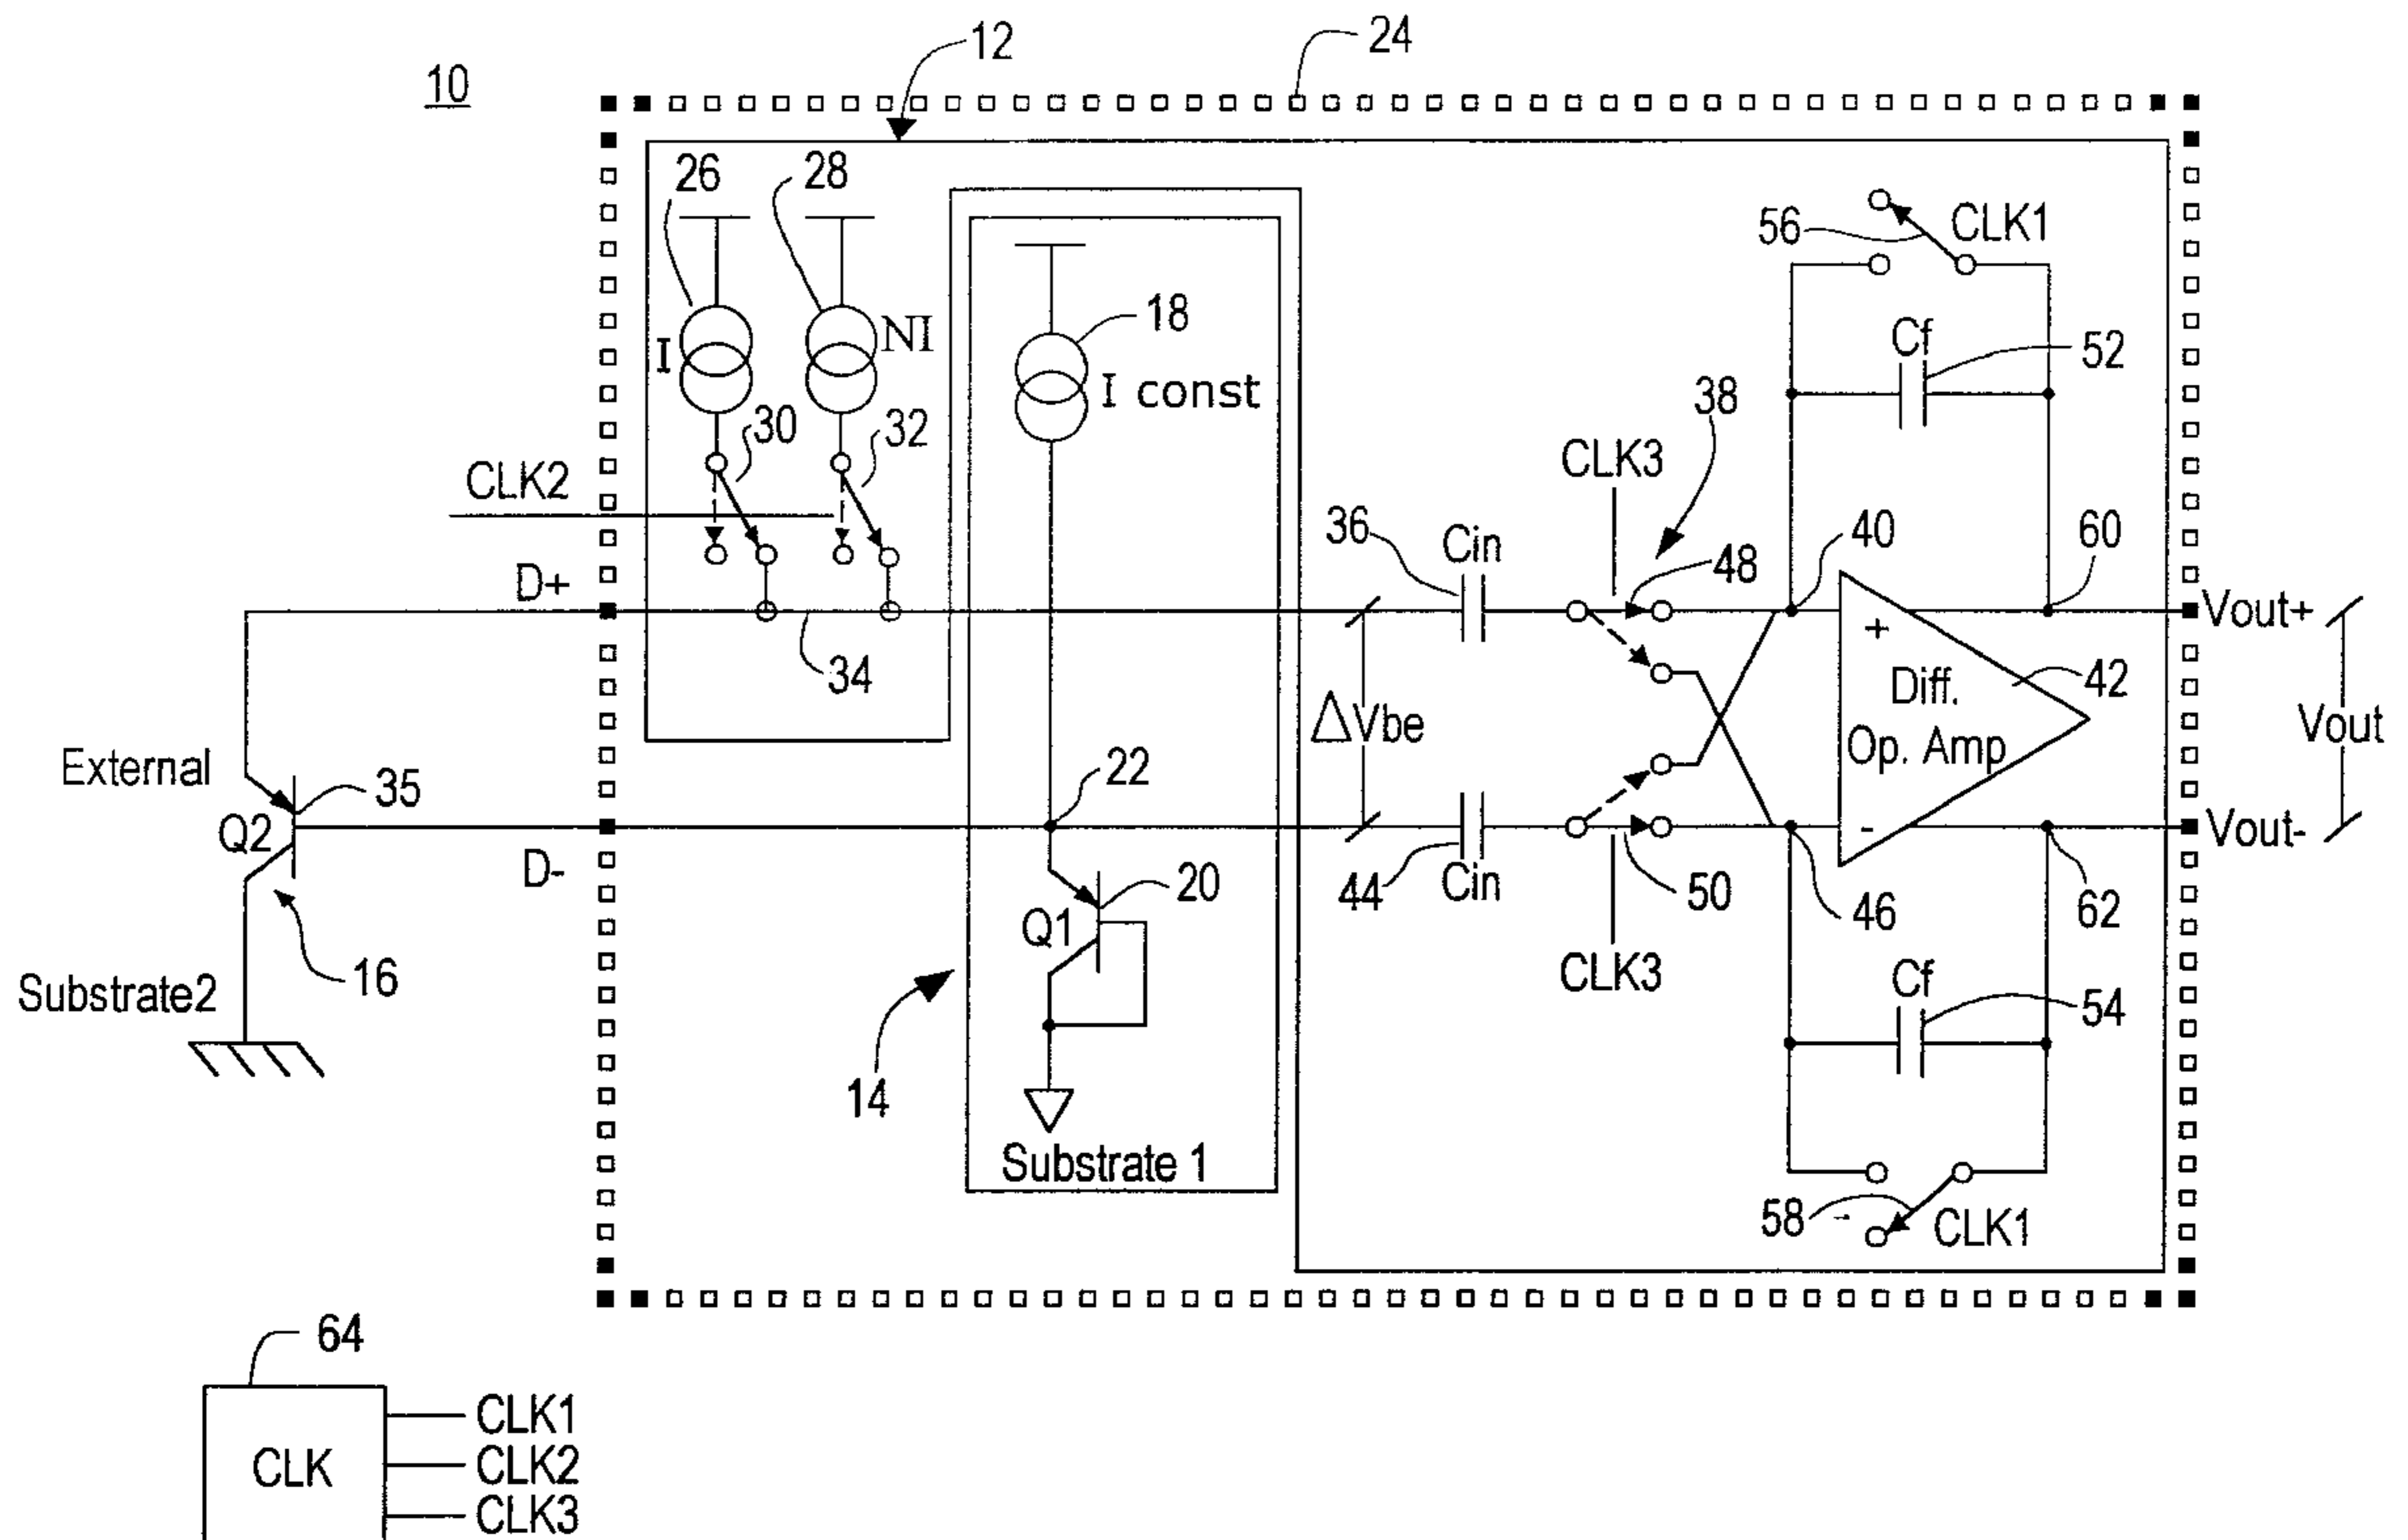 12
24
10
26
28
56
CLK1
18
I
NI
Cf
52
I const
30
32
38
CLK3
CLK2
36
Cin
48
40
60
D+
Vout+
+
34
Diff.
42
ΔVbe
Op. Amp
Vout
External
35
22
Q2
-
Vout-
D-
44
Cin
50
46
62
20
Q1
CLK3
16
Substrate2
Cf
54
14
Substrate 1
58
CLK1
64
CLK
CLK1
CLK2
CLK3